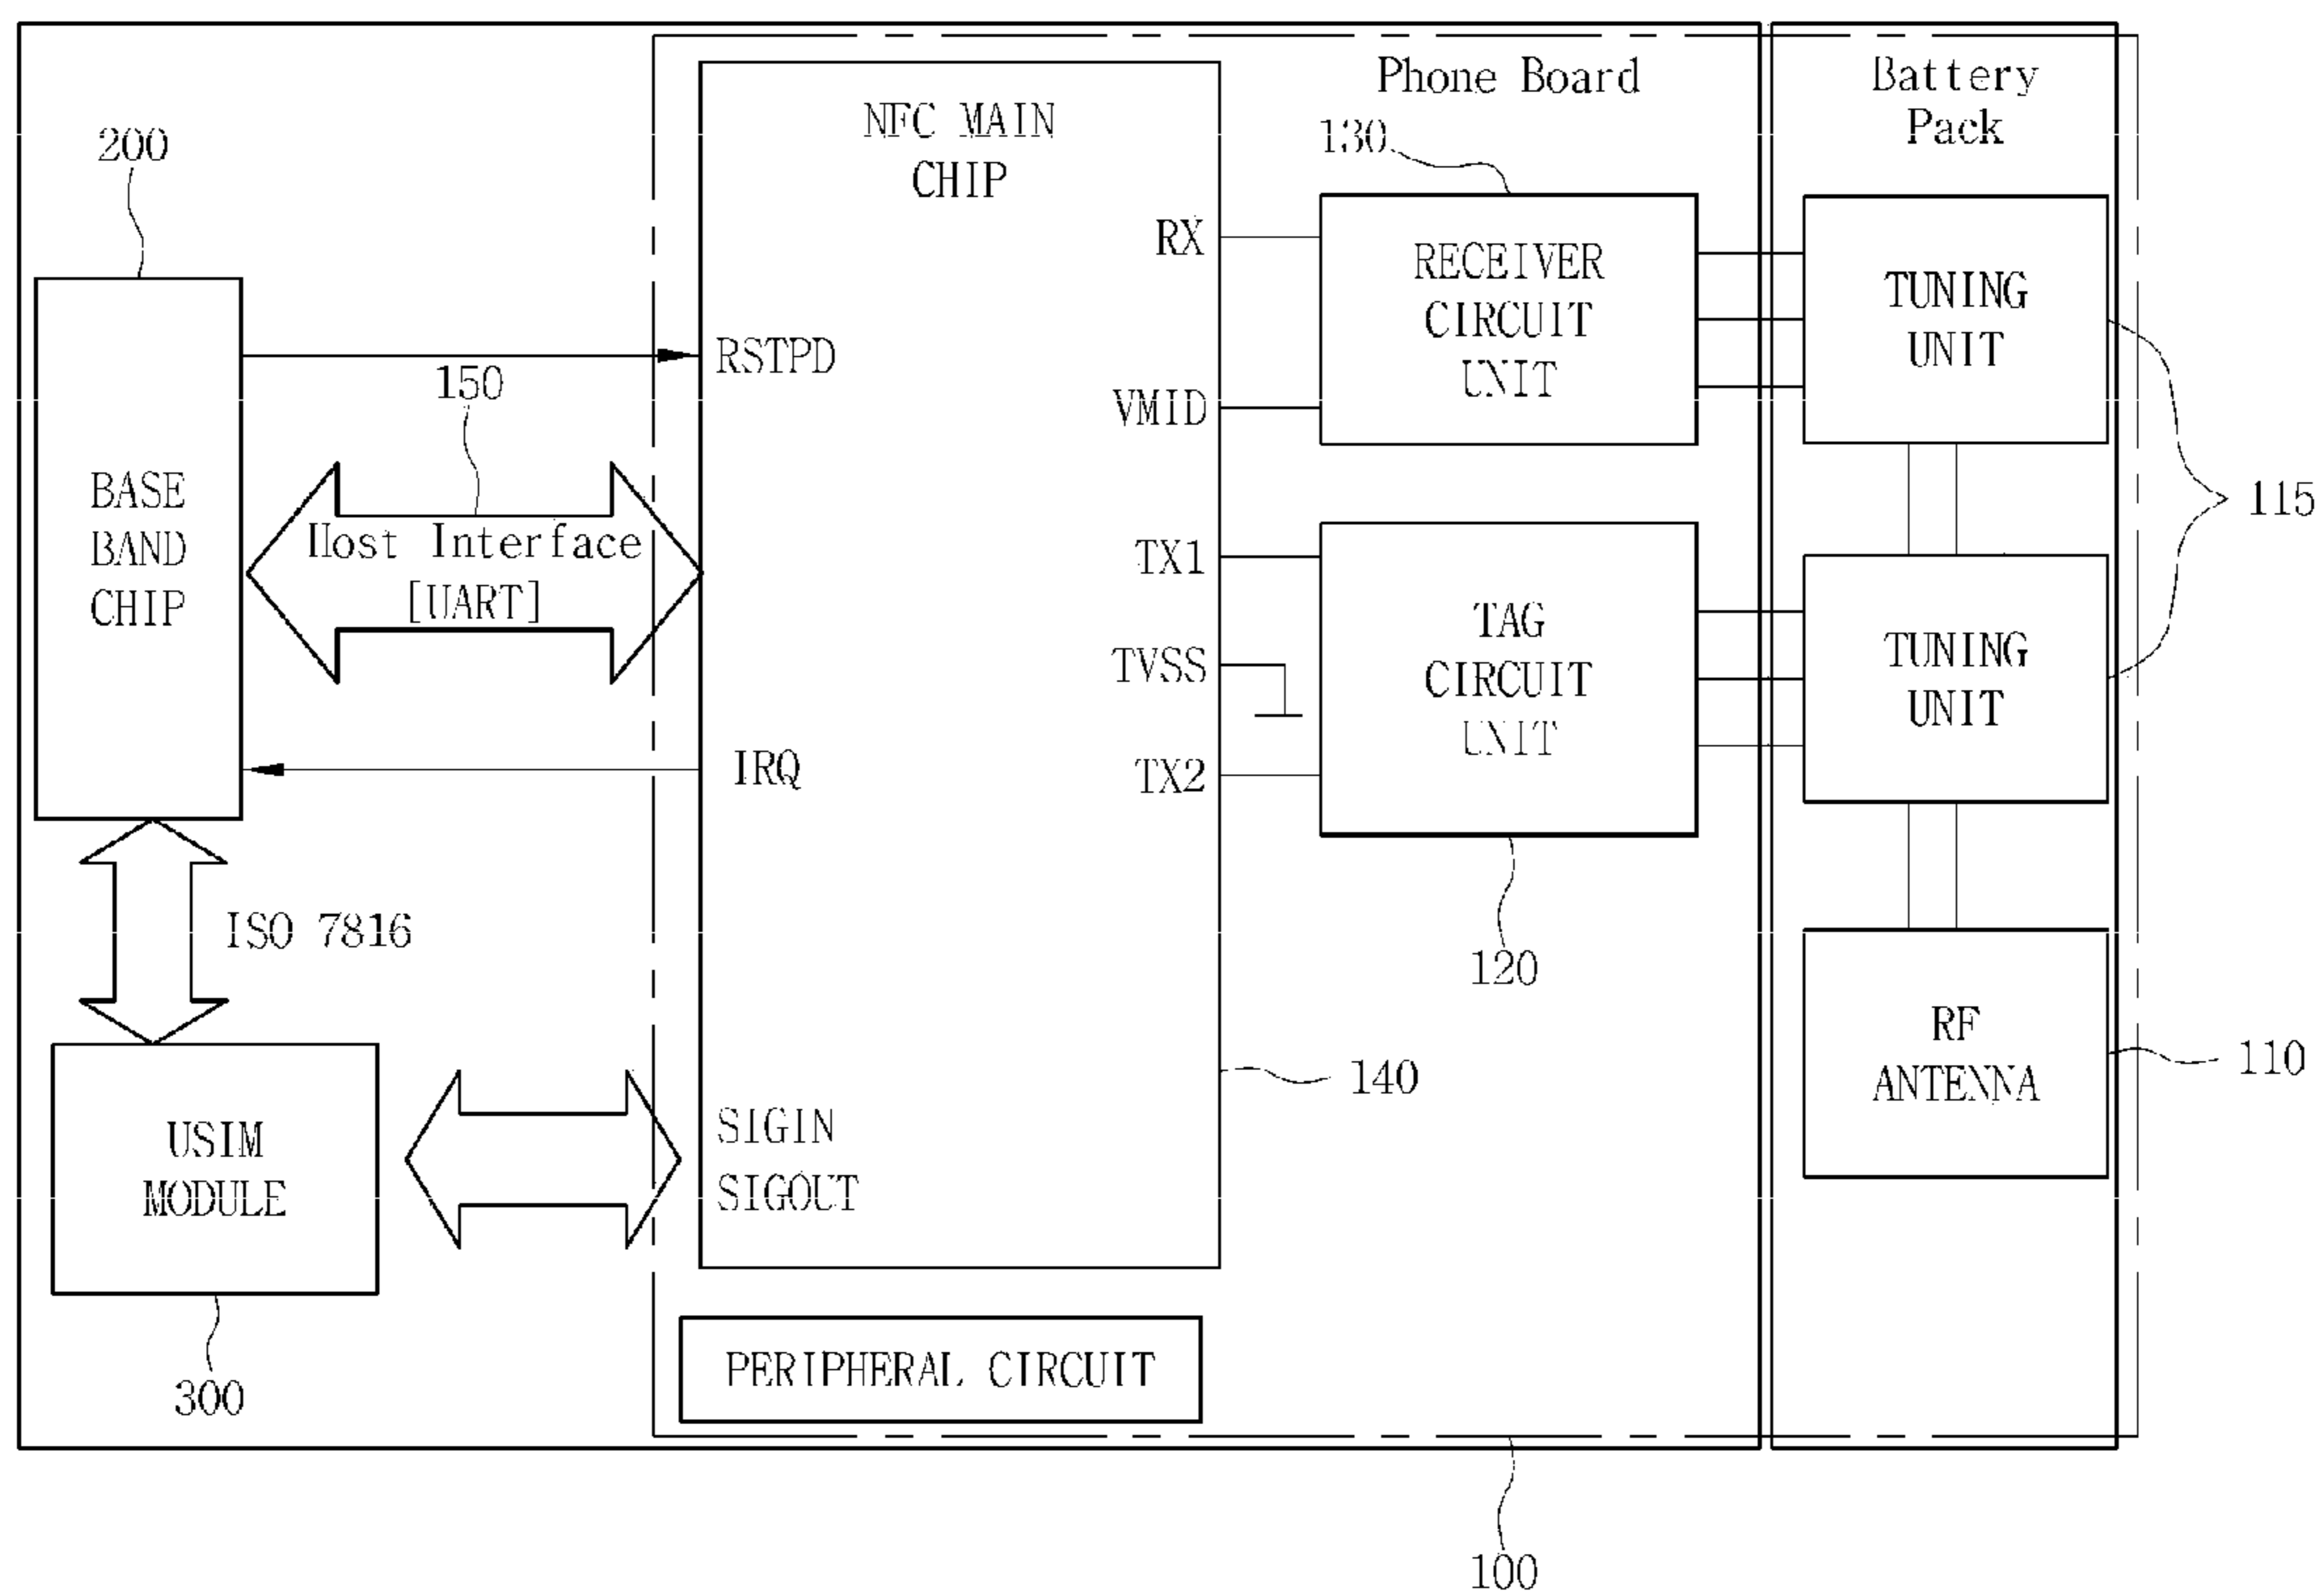 Phone Board
Battery
Pack
200
BASE
BAND
CHIP
150
Host Interface
[UART]
ISO 7816
USIM
MODULE
300
NFC MAIN
CHIP
RSTPD
IRQ
SIGIN
SIGOUT
RX
VMID
TX1
TVSS
TX2
140
PERIPHERAL CIRCUIT
130
RECEIVER
CIRCUIT
UNIT
TAG
CIRCUIT
UNIT
120
TUNING
UNIT
TUNING
UNIT
115
RF
ANTENNA
110
100